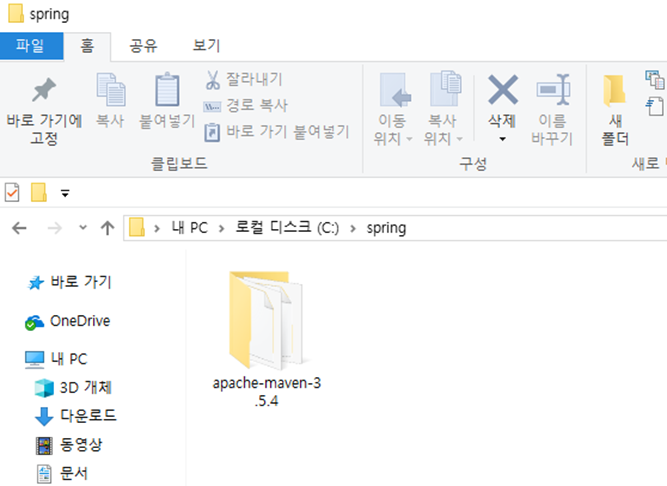 spring
파일 홈 공유 보기
잘라내기
경로 복사
바로 가기 붙여넣기
바로 가기에
고정
복사
붙여넣기
이동
위치
복사
위치
삭제
이름
바꾸기
새
폴더
클립보드 구성 새로
내 PC > 로컬 디스크 (C:) > spring
바로 가기
OneDrive
내 PC
3D 개체
다운로드
동영상
문서
apache-maven-3
.5.4